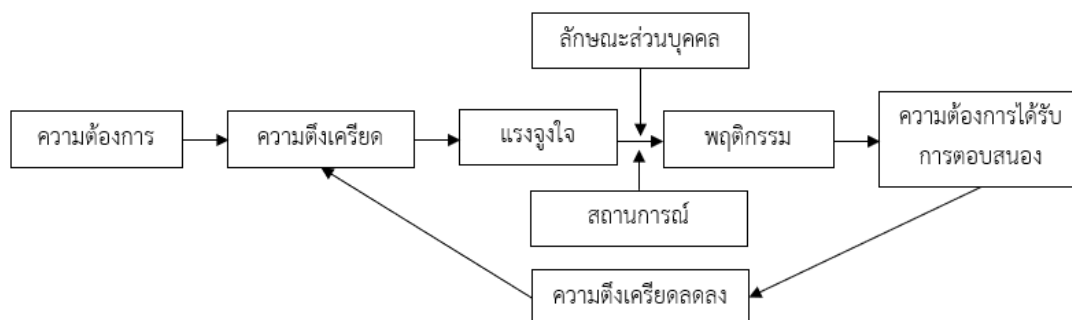 ลักษณะส่วนบุคคล
ความต้องการ
ความตึงเครียด
แรงจูงใจ
พฤติกรรม
ความต้องการได้รับ
การตอบสนอง
สถานการณ์
ความตึงเครียดลดลง